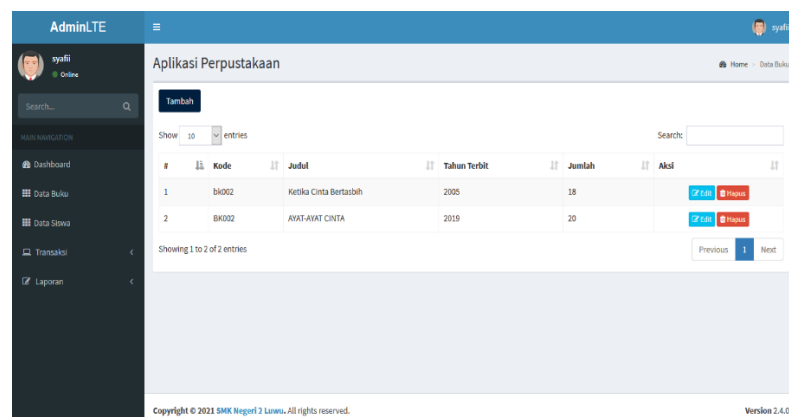 AdminLTE
syafii
syafii
Online
Aplikasi Perpustakaan
Home > Data Buku
Search...
Tambah
MAIN NAVIGATION
Show 10 entries
Search:
Dashboard
# Kode Judul Tahun Terbit Jumlah Aksi
Data Buku
1 bk002 Ketika Cinta Bertasbih 2005 18 Edit Hapus
Data Siswa
2 BK002 AYAT-AYAT CINTA 2019 20 Edit Hapus
Transaksi
Showing 1 to 2 of 2 entries
Previous 1 Next
Laporan
Copyright © 2021 SMK Negeri 2 Luwu. All rights reserved.
Version 2.4.0